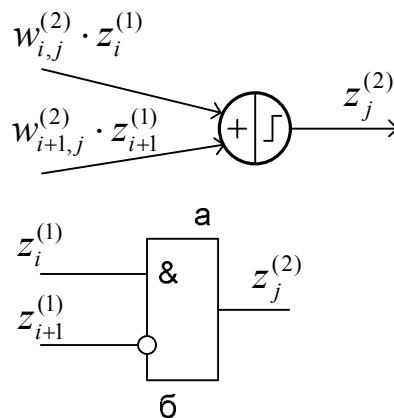 w_{i,j}^{(2)} · z_i^{(1)}
w_{i+1,j}^{(2)} · z_{i+1}^{(1)}
+
z_j^{(2)}
а
z_i^{(1)}
&
z_{i+1}^{(1)}
z_j^{(2)}
б